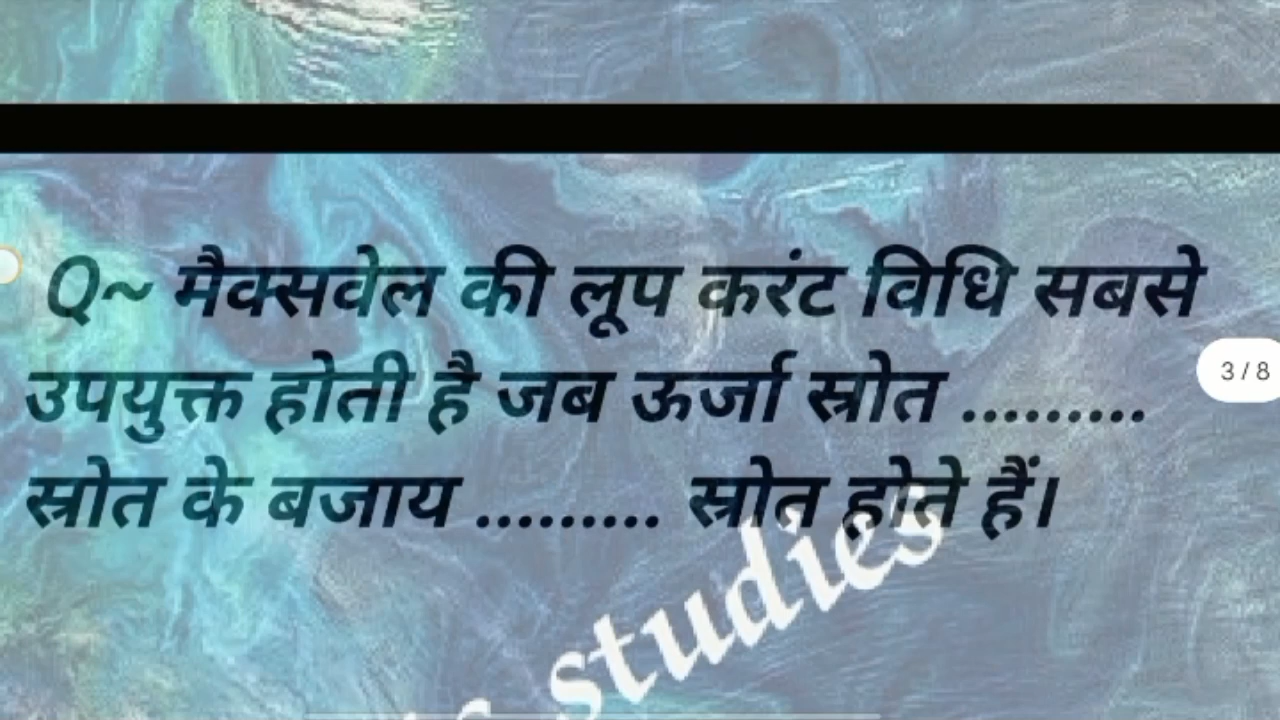 Q~ मैक्सवेल की लूप करंट विधि सबसे
उपयुक्त होती है जब ऊर्जा स्रोत .........
3 / 8
स्रोत के बजाय ......... स्रोत होते हैं।
studies